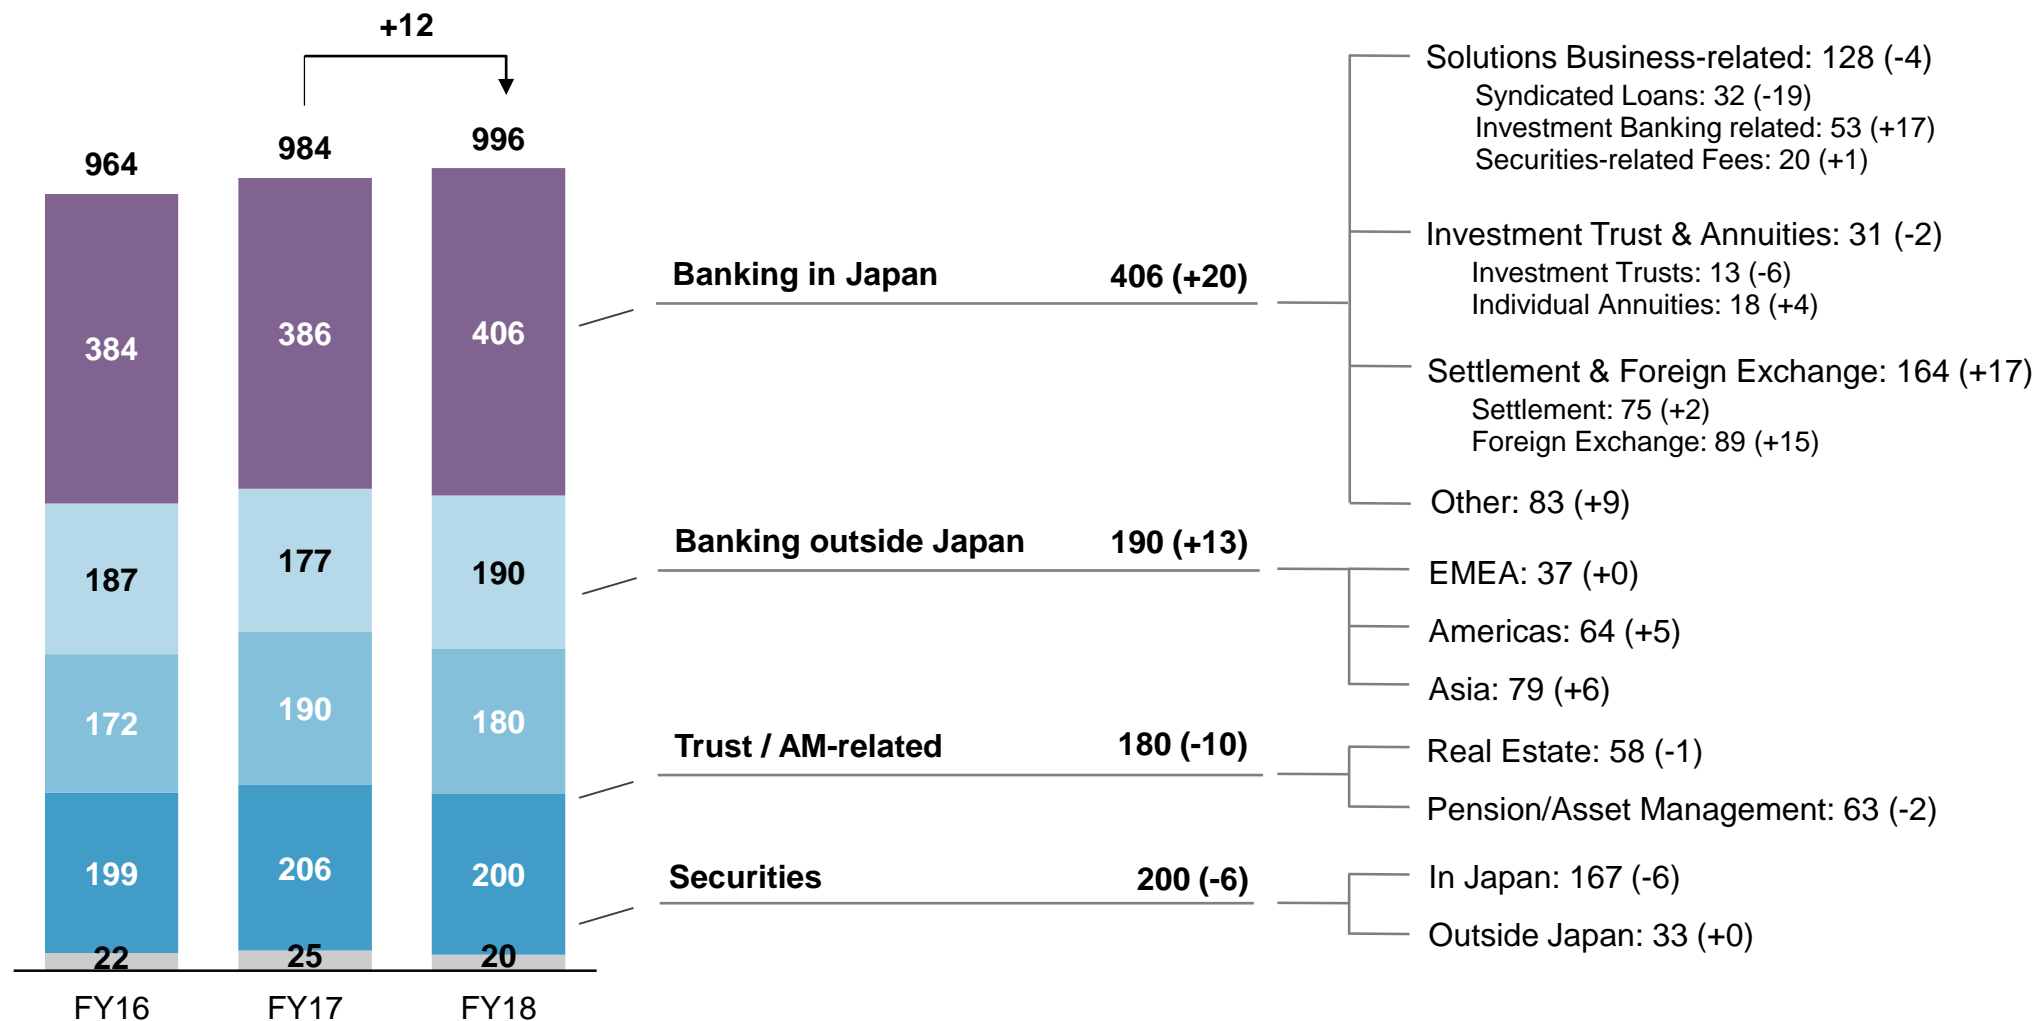 +12
964
984
996
384
386
406
187
177
190
172
190
180
199
206
200
22
25
20
FY16
FY17
FY18
Banking in Japan 406 (+20)
Solutions Business-related: 128 (-4)
Syndicated Loans: 32 (-19)
Investment Banking related: 53 (+17)
Securities-related Fees: 20 (+1)
Investment Trust & Annuities: 31 (-2)
Investment Trusts: 13 (-6)
Individual Annuities: 18 (+4)
Settlement & Foreign Exchange: 164 (+17)
Settlement: 75 (+2)
Foreign Exchange: 89 (+15)
Other: 83 (+9)
Banking outside Japan 190 (+13)
EMEA: 37 (+0)
Americas: 64 (+5)
Asia: 79 (+6)
Trust / AM-related 180 (-10)
Real Estate: 58 (-1)
Pension/Asset Management: 63 (-2)
Securities 200 (-6)
In Japan: 167 (-6)
Outside Japan: 33 (+0)